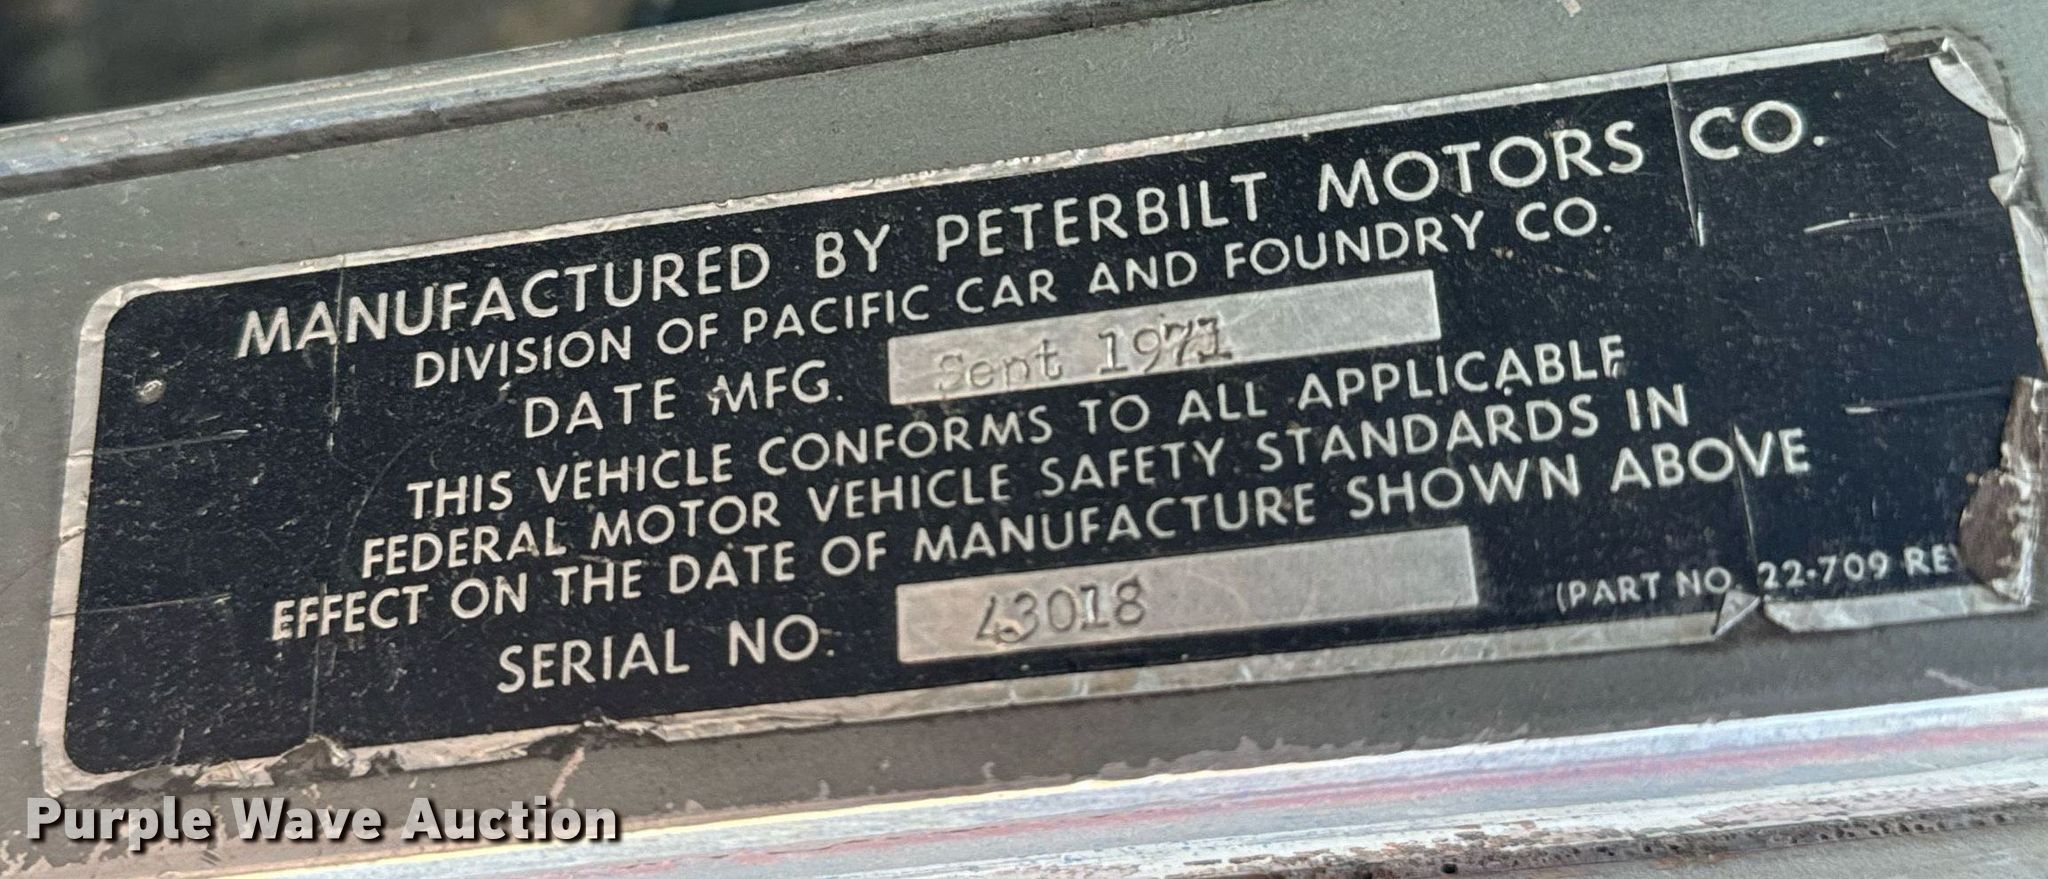 MANUFACTURED BY PETERBILT MOTORS CO.
DIVISION OF PACIFIC CAR AND FOUNDRY CO.
DATE MFG. Sept 1971
THIS VEHICLE CONFORMS TO ALL APPLICABLE
FEDERAL MOTOR VEHICLE SAFETY STANDARDS IN
EFFECT ON THE DATE OF MANUFACTURE SHOWN ABOVE
SERIAL NO. 43018
(PART NO. 22-709 REV
Purple Wave Auction